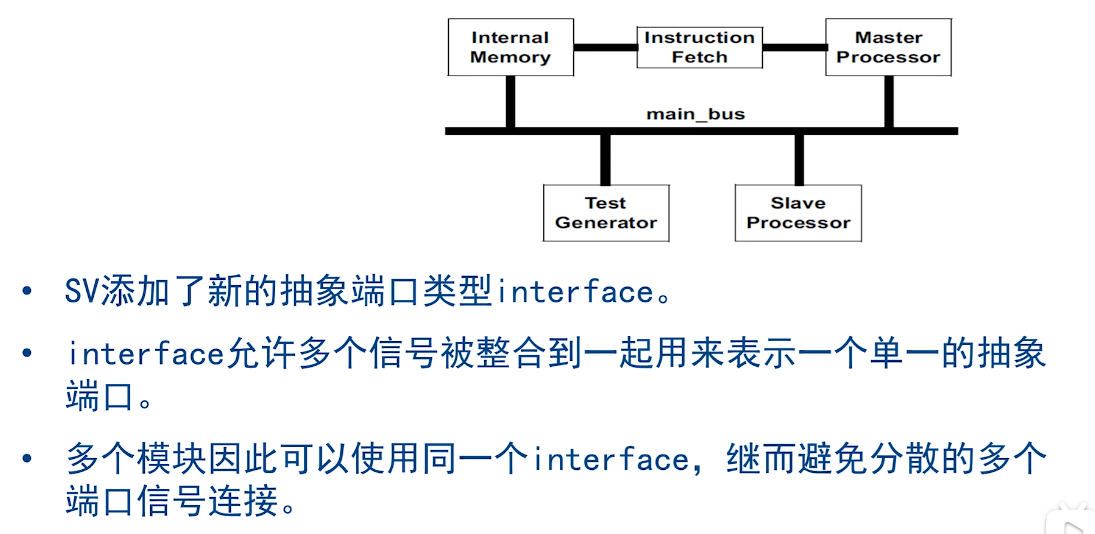 Internal
Memory
Instruction
Fetch
Master
Processor
main_bus
Test
Generator
Slave
Processor
• SV添加了新的抽象端口类型interface。
• interface允许多个信号被整合到一起用来表示一个单一的抽象
端口。
• 多个模块因此可以使用同一个interface，继而避免分散的多个
端口信号连接。